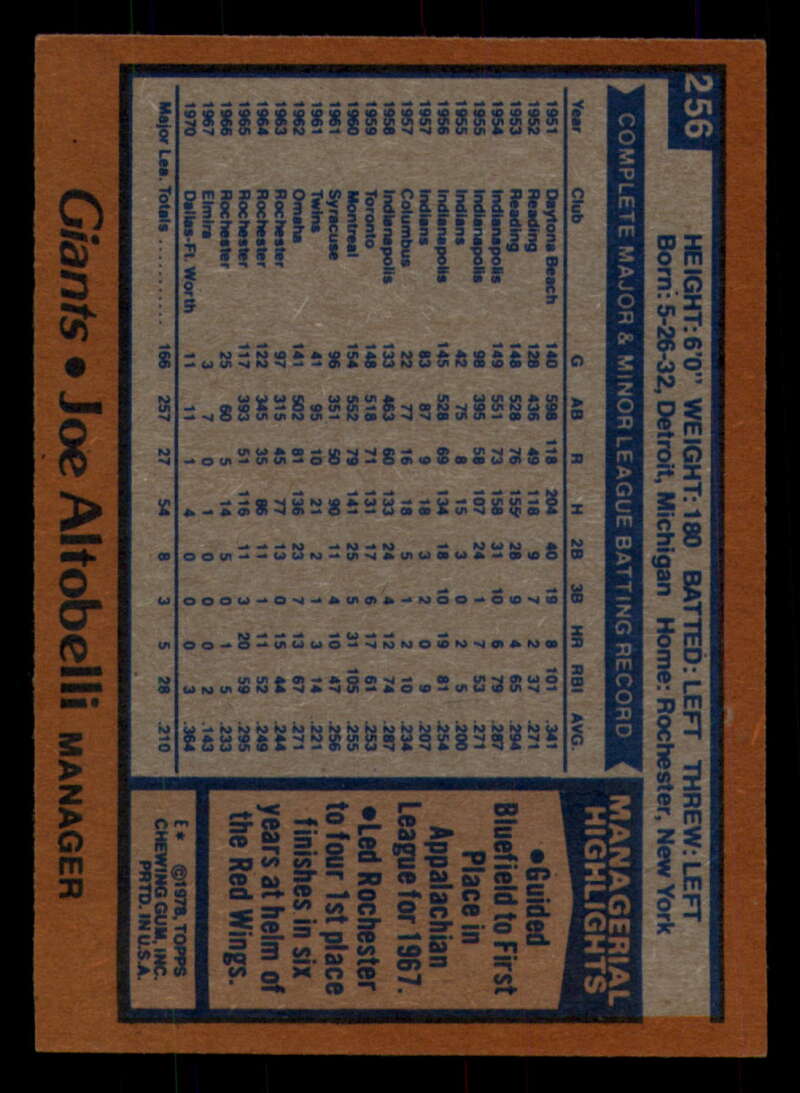 256
HEIGHT: 6'0" WEIGHT: 180 BATTED: LEFT THREW: LEFT
Born: 5-26-32, Detroit, Michigan Home: Rochester, New York
COMPLETE MAJOR & MINOR LEAGUE BATTING RECORD
Year Club G AB R H 2B 3B HR RBI AVG.
1951 Daytona Beach 140 598 118 204 40 19 8 101 .341
1952 Reading 128 436 49 118 9 7 2 37 .271
1953 Reading 148 528 76 155 28 9 4 65 .294
1954 Indianapolis 149 551 73 158 31 10 6 79 .287
1955 Indianapolis 98 395 58 107 24 1 7 53 .271
1955 Indians 42 75 8 15 3 0 2 5 .200
1956 Indianapolis 145 528 69 134 18 10 19 81 .254
1957 Indians 83 87 9 18 3 2 0 9 .207
1957 Columbus 22 77 16 18 5 1 2 10 .234
1958 Indianapolis 133 463 60 133 24 4 12 74 .287
1959 Toronto 148 518 71 131 17 6 17 61 .253
1960 Montreal 154 552 79 141 25 5 31 105 .255
1961 Syracuse 96 351 50 90 11 4 10 47 .256
1961 Twins 41 95 10 21 2 1 3 14 .221
1962 Omaha 141 502 81 136 23 7 13 67 .271
1963 Rochester 97 315 45 77 13 0 15 44 .244
1964 Rochester 122 345 35 86 11 1 11 52 .249
1965 Rochester 117 393 51 116 11 3 20 59 .295
1966 Rochester 25 60 5 14 5 0 1 5 .233
1967 Elmira 3 7 0 1 0 0 0 2 .143
1970 Dallas-Ft. Worth 11 11 1 4 0 0 0 3 .364
Major Lea. Totals ........... 166 257 27 54 8 3 5 28 .210
MANAGERIAL
HIGHLIGHTS
•Guided
Bluefield to First
Place in
Appalachian
League for 1967.
•Led Rochester
to four 1st place
finishes in six
years at helm of
the Red Wings.
E* ©1978, TOPPS
CHEWING GUM, INC.
PRTD. IN U.S.A.
Giants • Joe Altobelli MANAGER